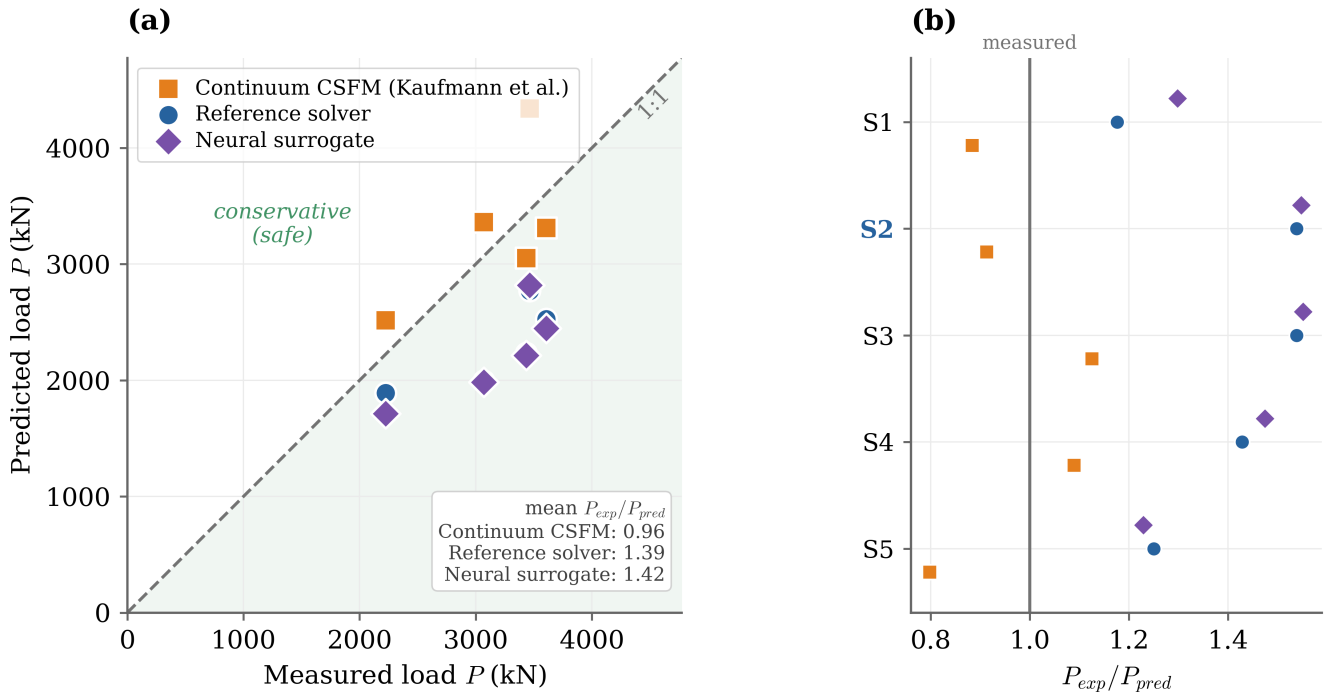 (a)
Continuum CSFM (Kaufmann et al.)
Reference solver
Neural surrogate
1:1
conservative
(safe)
mean P_exp/P_pred
Continuum CSFM: 0.96
Reference solver: 1.39
Neural surrogate: 1.42
4000
3000
2000
1000
0
0 1000 2000 3000 4000
Predicted load P (kN)
Measured load P (kN)
(b)
measured
S1
S2
S3
S4
S5
0.8 1.0 1.2 1.4
P_exp/P_pred